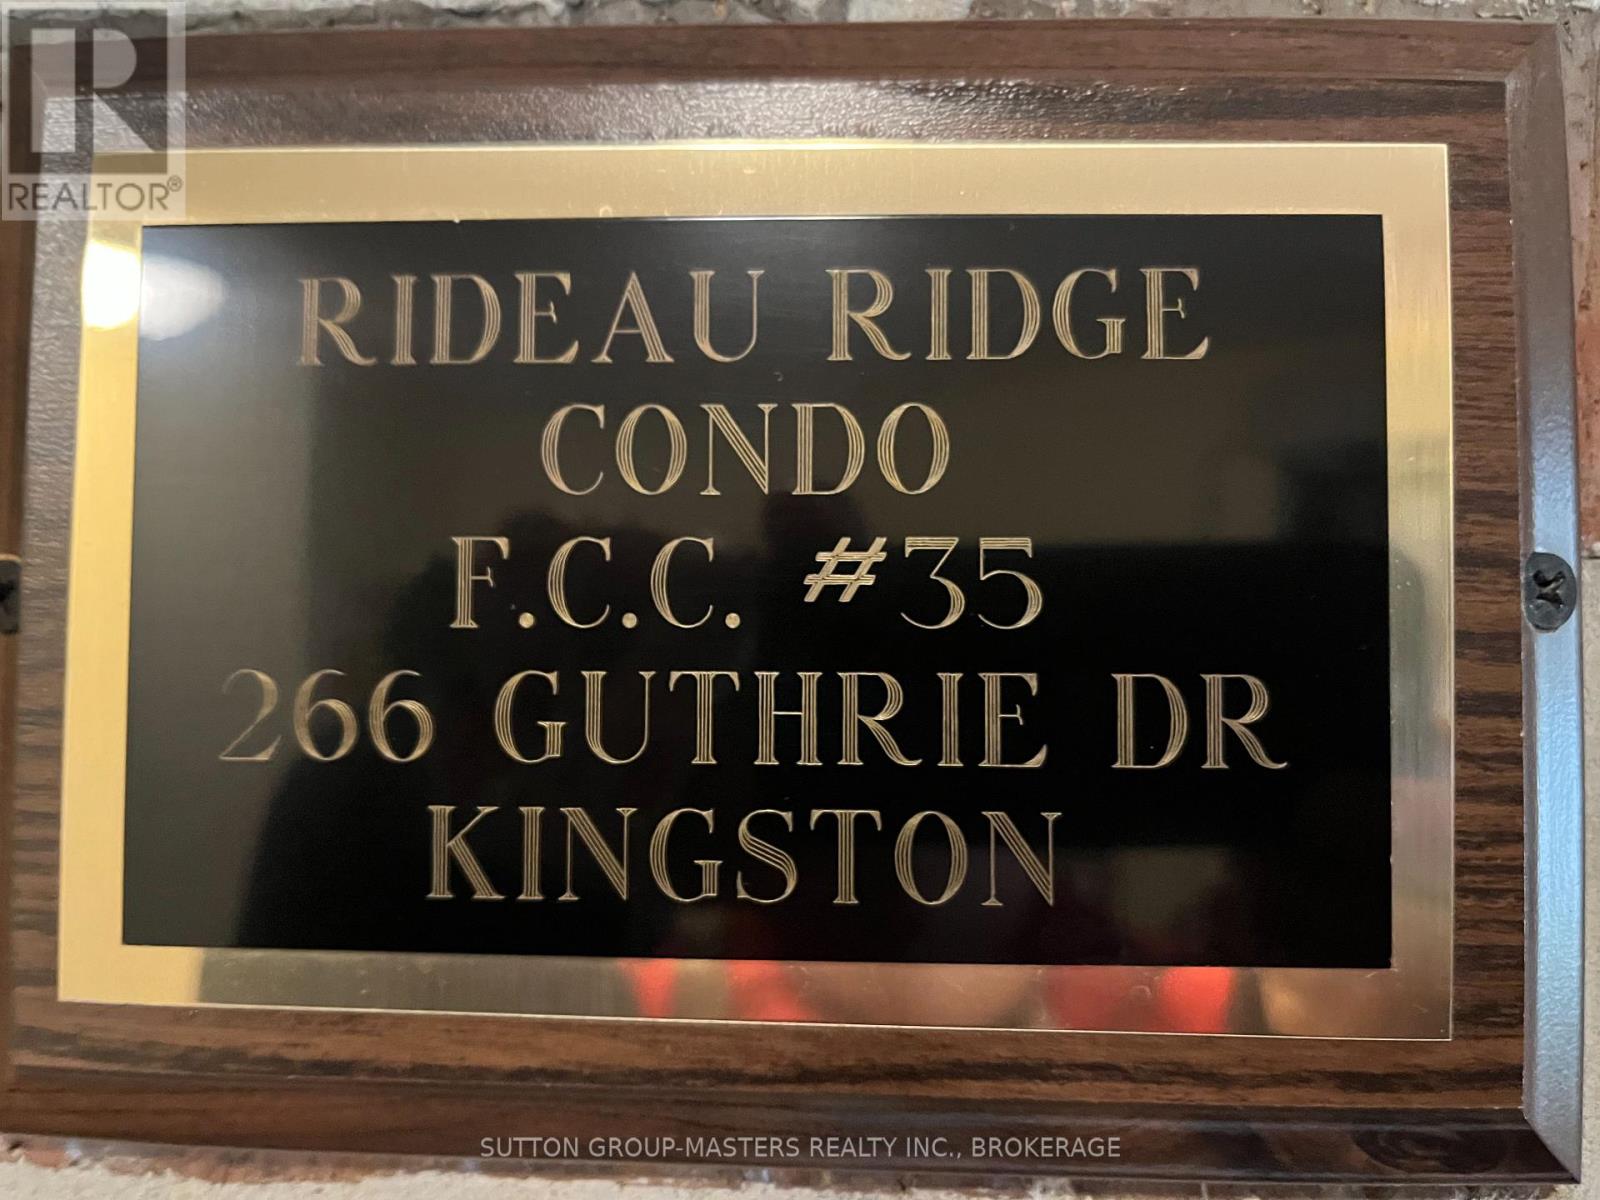 REALTOR®
RIDEAU RIDGE
CONDO
F.C.C. #35
266 GUTHRIE DR
KINGSTON
SUTTON GROUP-MASTERS REALTY INC., BROKERAGE